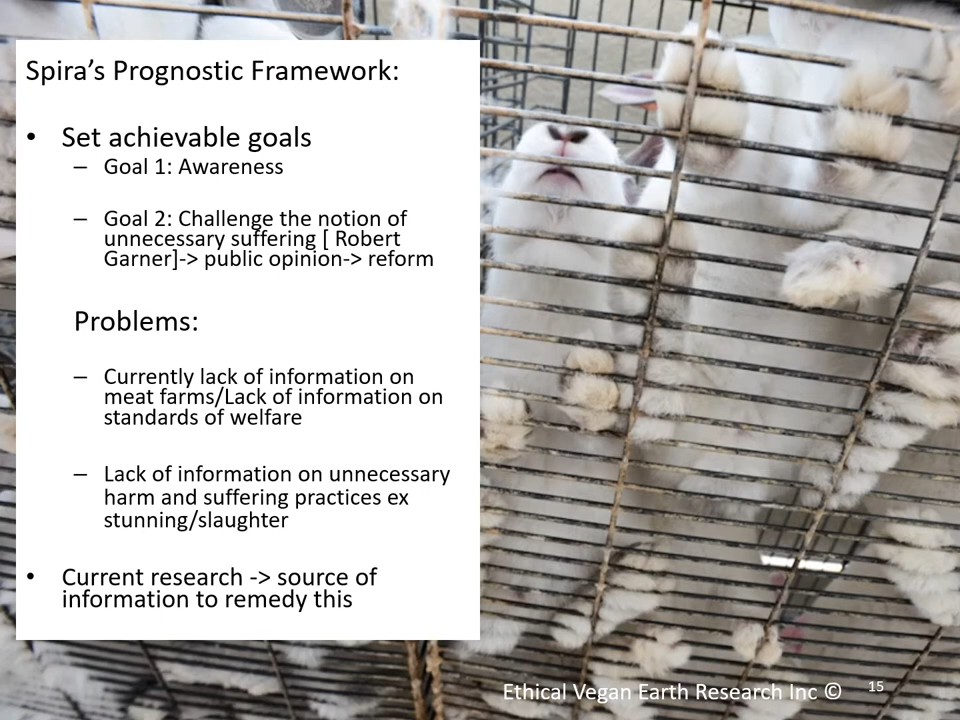 Spira’s Prognostic Framework:
• Set achievable goals
– Goal 1: Awareness
– Goal 2: Challenge the notion of
unnecessary suffering [ Robert
Garner]-> public opinion-> reform
Problems:
– Currently lack of information on
meat farms/Lack of information on
standards of welfare
– Lack of information on unnecessary
harm and suffering practices ex
stunning/slaughter
• Current research -> source of
information to remedy this
Ethical Vegan Earth Research Inc ©
15